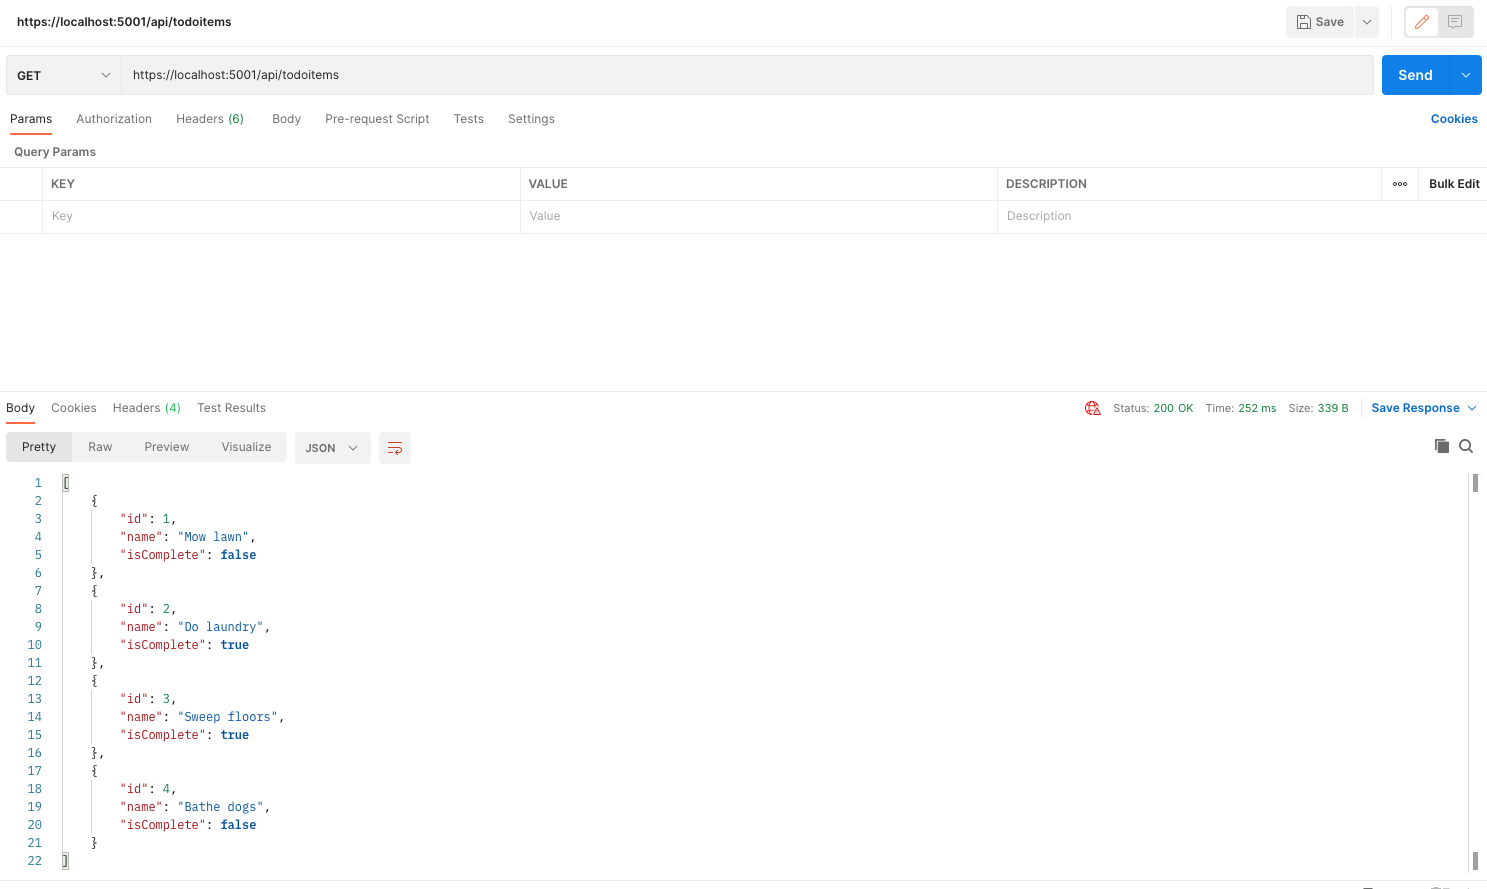 https://localhost:5001/api/todoitems
Save
GET https://localhost:5001/api/todoitems Send
Params Authorization Headers (6) Body Pre-request Script Tests Settings Cookies
Query Params
KEY VALUE DESCRIPTION ooo Bulk Edit
Key Value Description
Body Cookies Headers (4) Test Results Status: 200 OK Time: 252 ms Size: 339 B Save Response
Pretty Raw Preview Visualize JSON
1 [
2 {
3 "id": 1,
4 "name": "Mow lawn",
5 "isComplete": false
6 },
7 {
8 "id": 2,
9 "name": "Do laundry",
10 "isComplete": true
11 },
12 {
13 "id": 3,
14 "name": "Sweep floors",
15 "isComplete": true
16 },
17 {
18 "id": 4,
19 "name": "Bathe dogs",
20 "isComplete": false
21 }
22 ]